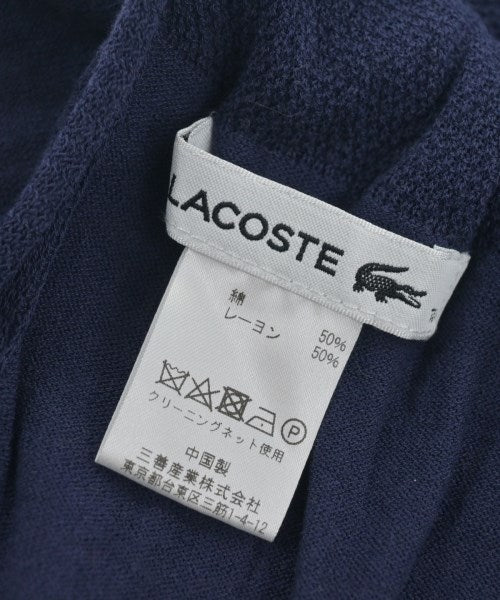 LACOSTE
綿 50%
レーヨン 50%
P
クリーニングネット使用
中国製
三善産業株式会社
東京都台東区三筋1-4-12